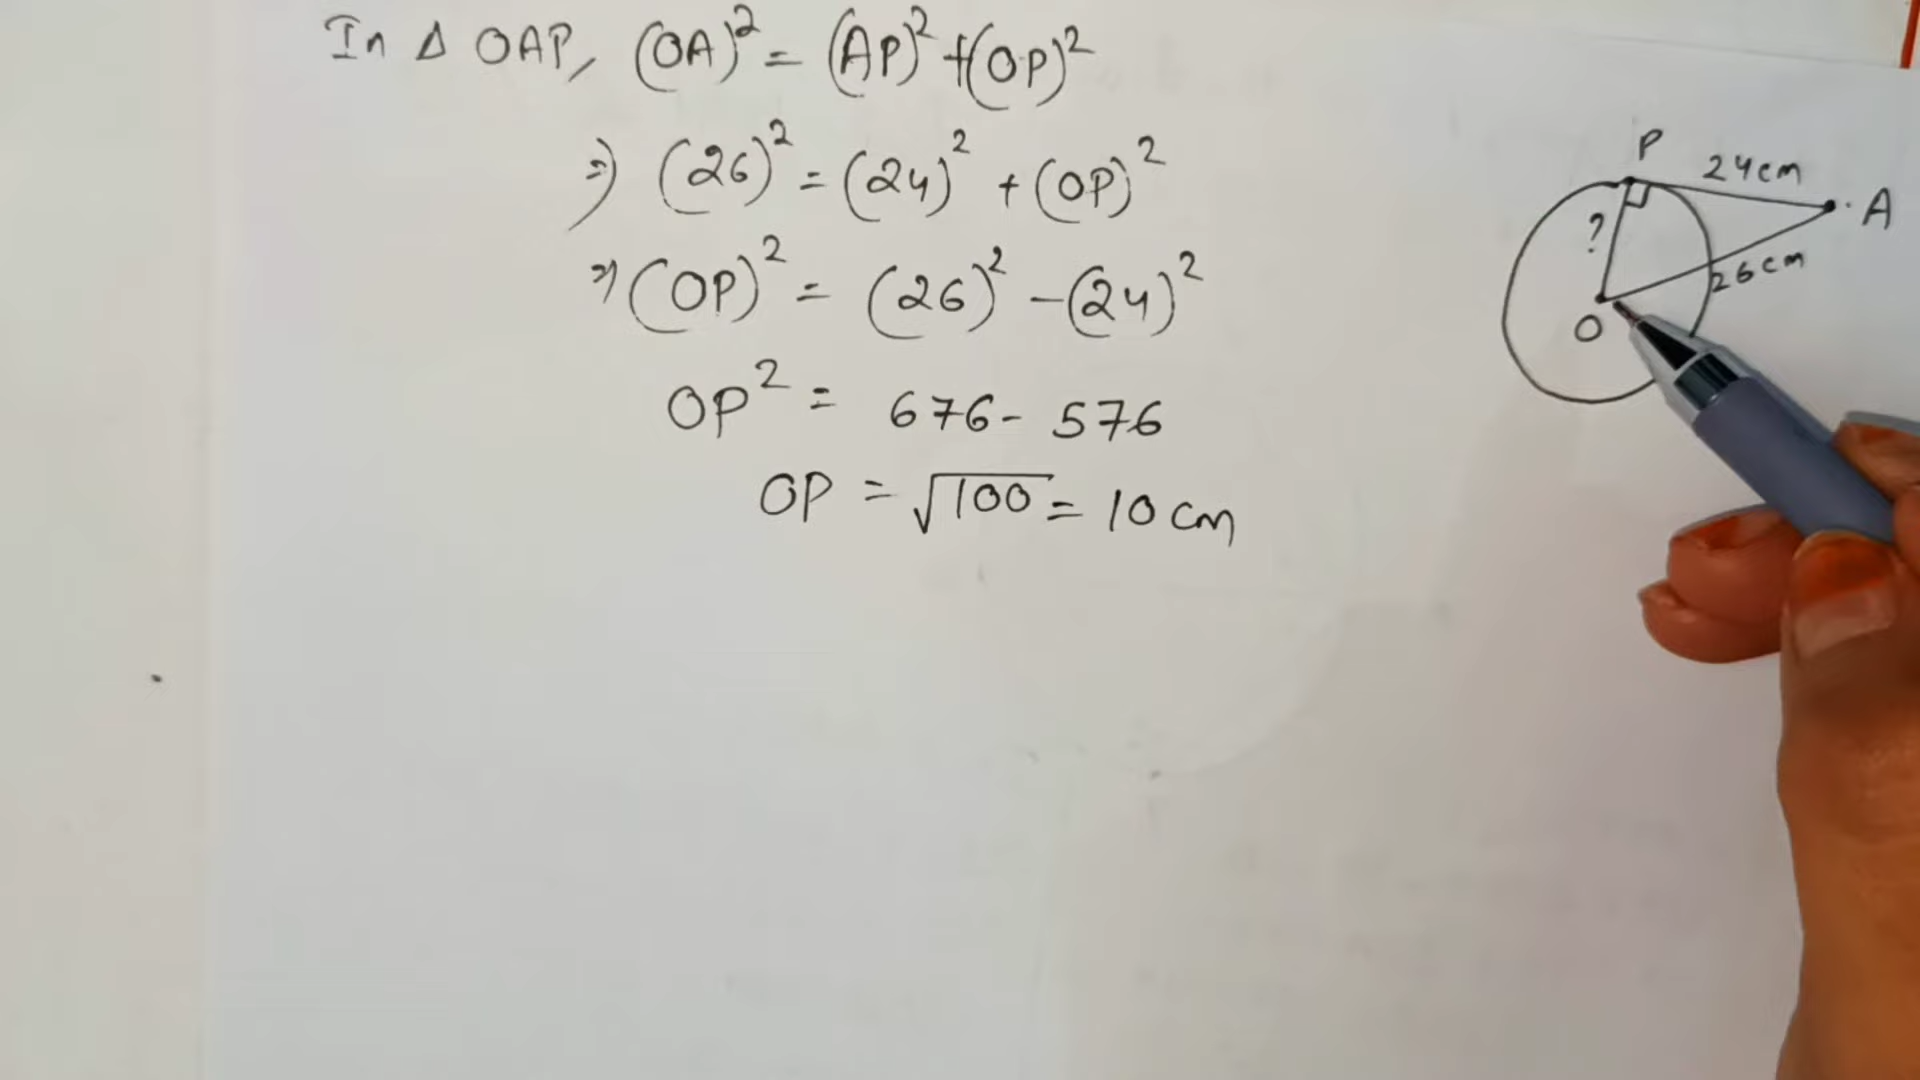 In Δ OAP, (OA)² = (AP)² + (OP)²
⇒ (26)² = (24)² + (OP)²
⇒ (OP)² = (26)² - (24)²
OP² = 676 - 576
OP = √100 = 10 cm
P
24cm
A
?
26cm
O